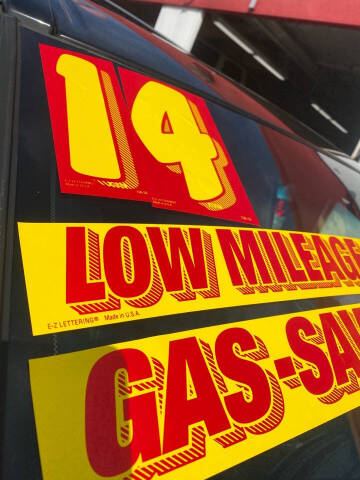 14
LOW MILEAGE
E-Z LETTERING® Made in U.S.A.
GAS-SA